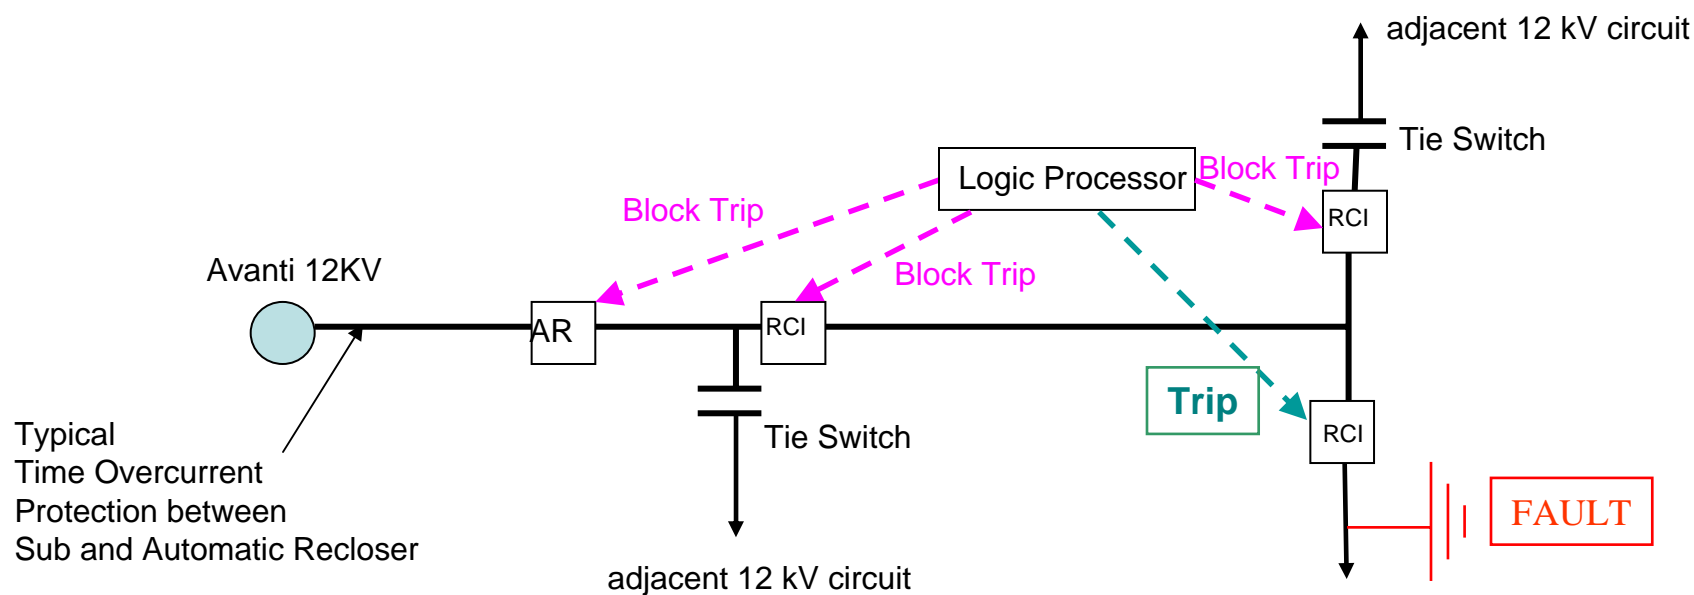 adjacent 12 kV circuit
Tie Switch
Logic Processor
Block Trip
RCI
Block Trip
Block Trip
Avanti 12KV
AR
RCI
Trip
RCI
Tie Switch
Typical
Time Overcurrent
Protection between
Sub and Automatic Recloser
FAULT
adjacent 12 kV circuit